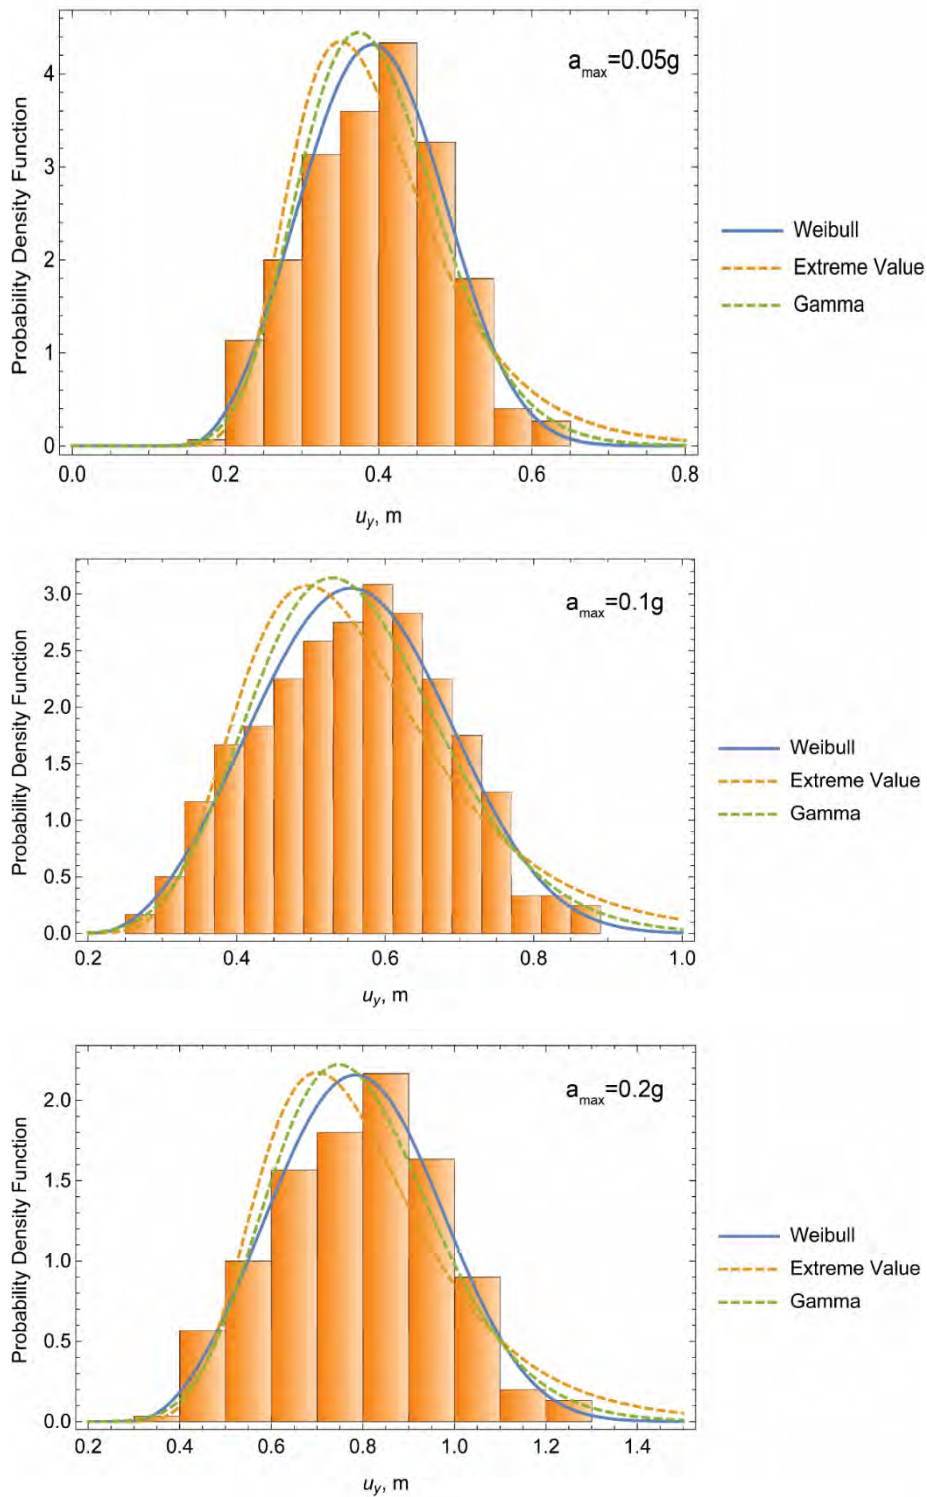 a_max=0.05g
Probability Density Function
4
3
2
1
0
0.0 0.2 0.4 0.6 0.8
u_y, m
Weibull
Extreme Value
Gamma
a_max=0.1g
Probability Density Function
3.0
2.5
2.0
1.5
1.0
0.5
0.0
0.2 0.4 0.6 0.8 1.0
u_y, m
Weibull
Extreme Value
Gamma
a_max=0.2g
Probability Density Function
2.0
1.5
1.0
0.5
0.0
0.2 0.4 0.6 0.8 1.0 1.2 1.4
u_y, m
Weibull
Extreme Value
Gamma